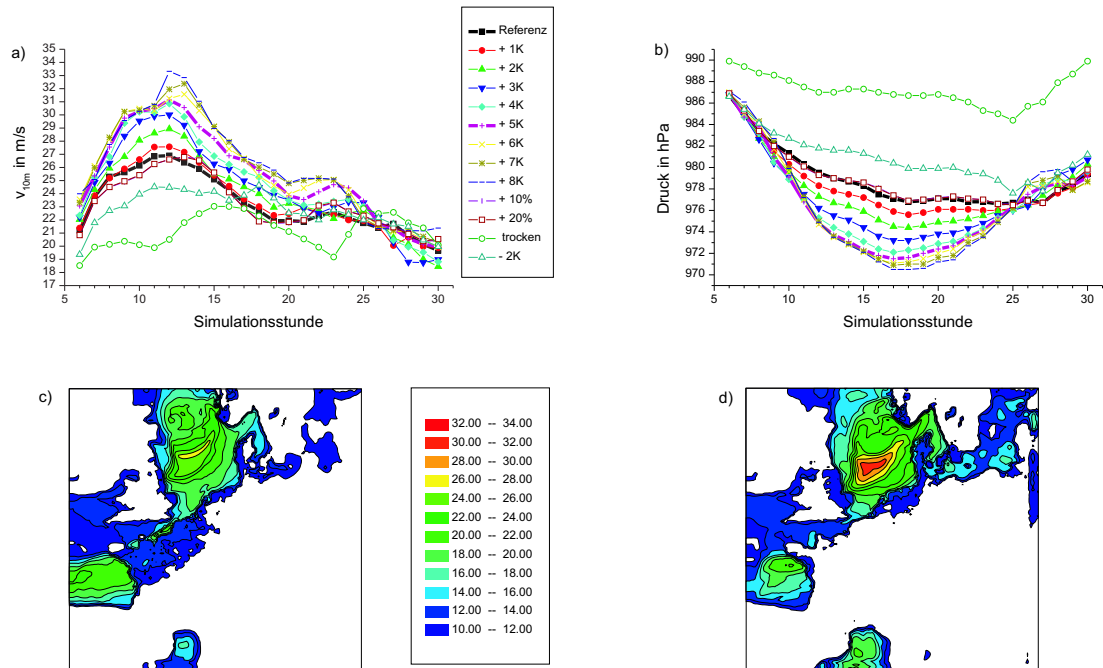 a)
v10m in m/s
35
34
33
32
31
30
29
28
27
26
25
24
23
22
21
20
19
18
17
5 10 15 20 25 30
Simulationsstunde
Referenz
+ 1K
+ 2K
+ 3K
+ 4K
+ 5K
+ 6K
+ 7K
+ 8K
+ 10%
+ 20%
trocken
- 2K
b)
Druck in hPa
990
988
986
984
982
980
978
976
974
972
970
5 10 15 20 25 30
Simulationsstunde
c)
32.00 -- 34.00
30.00 -- 32.00
28.00 -- 30.00
26.00 -- 28.00
24.00 -- 26.00
22.00 -- 24.00
20.00 -- 22.00
18.00 -- 20.00
16.00 -- 18.00
14.00 -- 16.00
12.00 -- 14.00
10.00 -- 12.00
d)